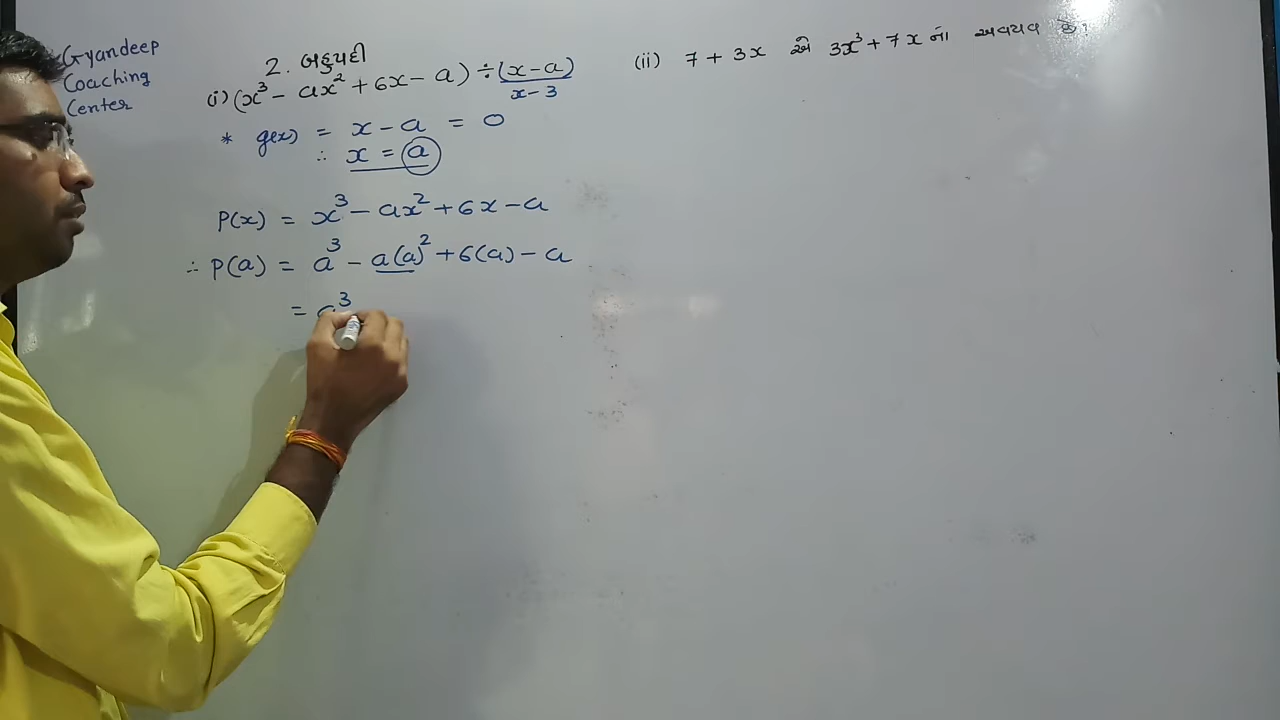 Gyandeep
Coaching
Center
2. બહુપદી
(i) (x³ - ax² + 6x - a) ÷ (x - a)
x - 3
* g(x) = x - a = 0
∴ x = a
P(x) = x³ - ax² + 6x - a
∴ P(a) = a³ - a(a)² + 6(a) - a
= a³
(ii) 7 + 3x એ 3x³ + 7x નો અવયવ છે?